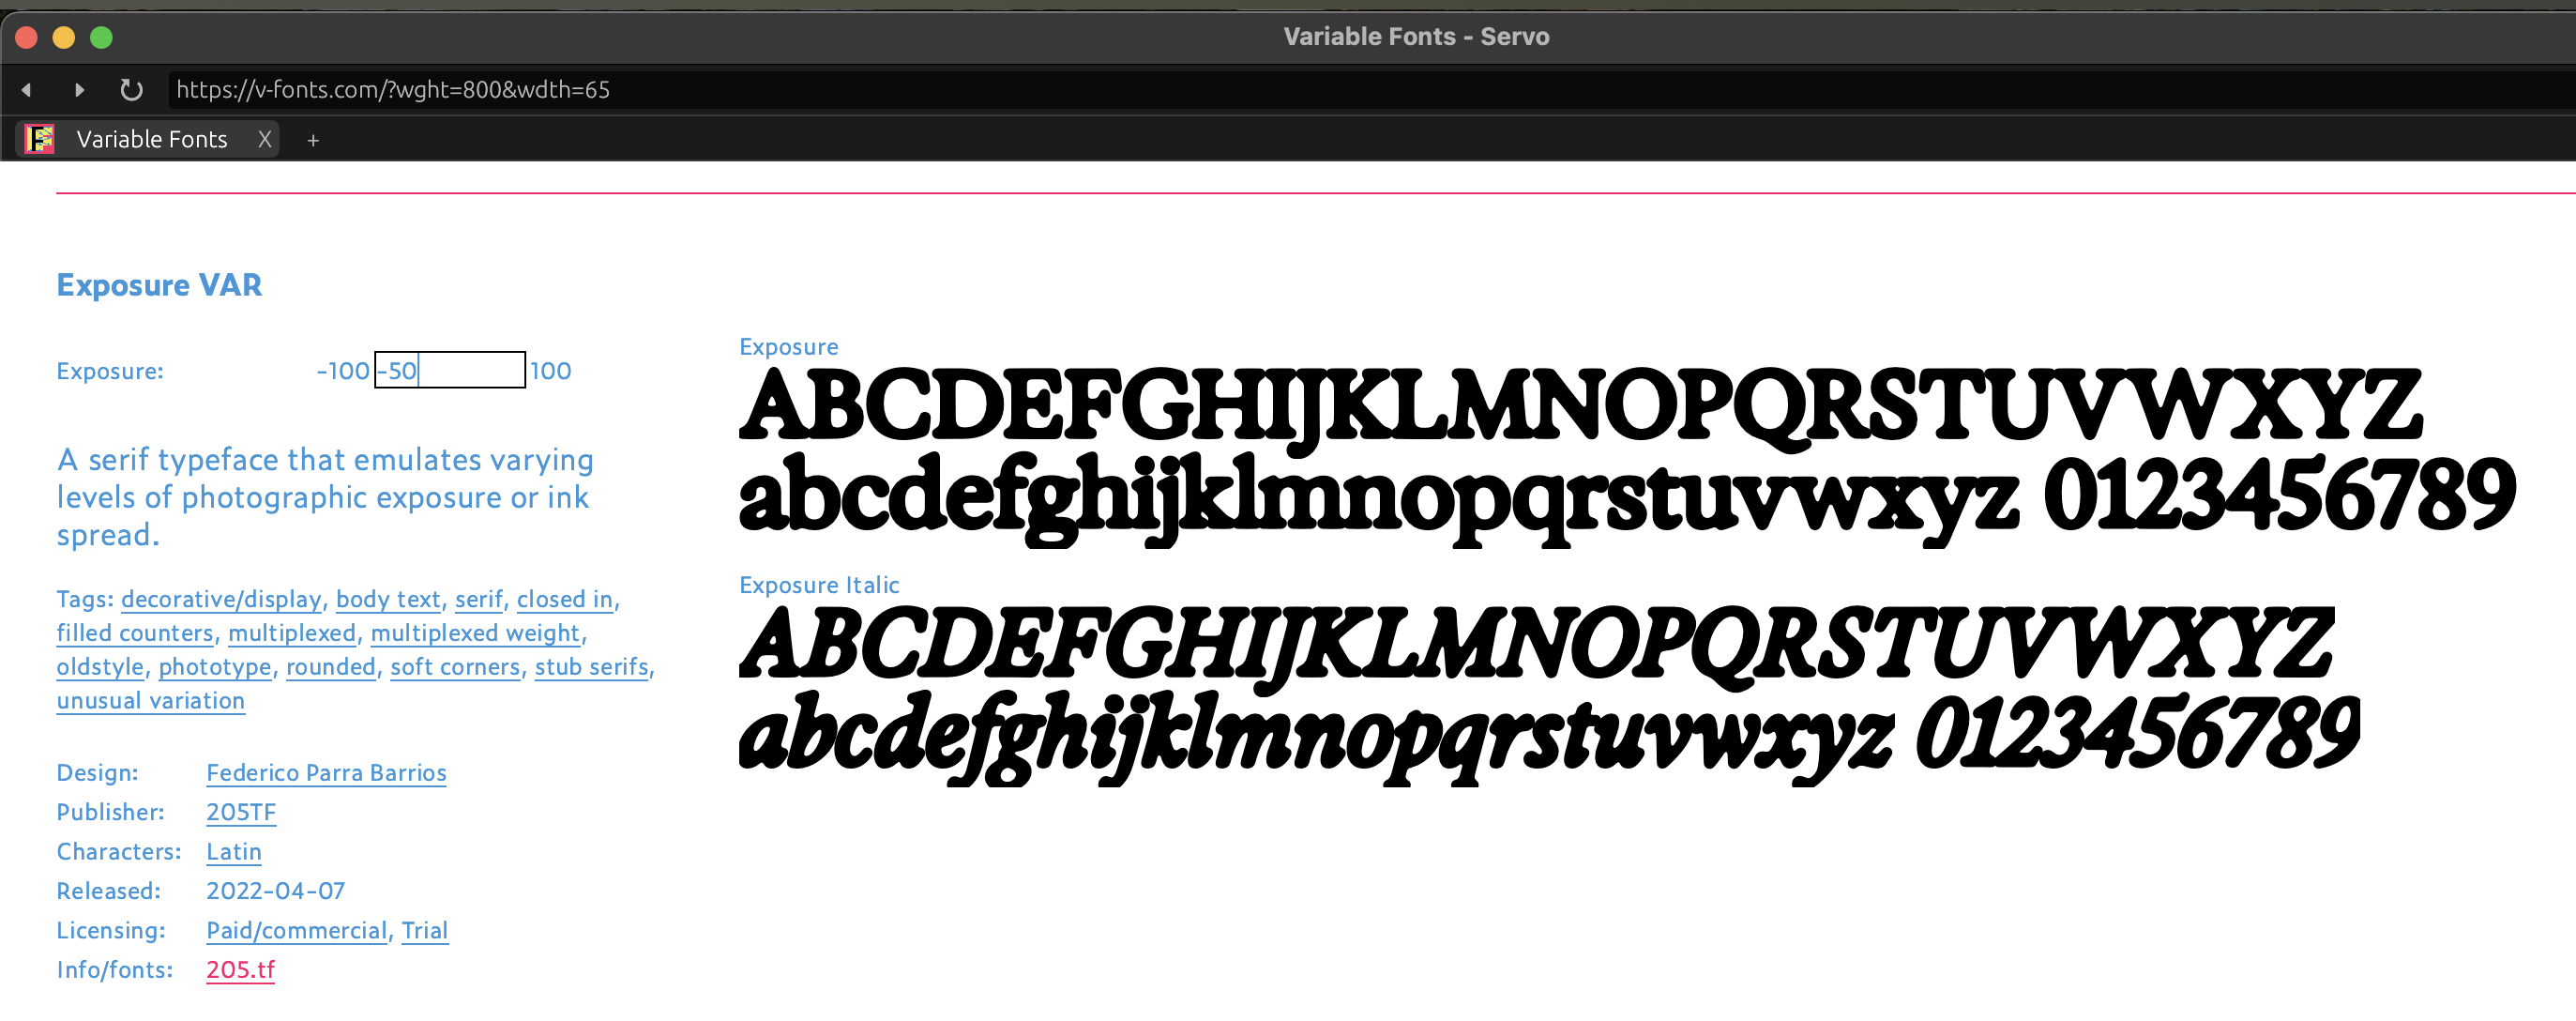 Variable Fonts - Servo
https://v-fonts.com/?wght=800&wdth=65
F Variable Fonts X +
Exposure VAR
Exposure: -100 -50 100
A serif typeface that emulates varying
levels of photographic exposure or ink
spread.
Tags: decorative/display, body text, serif, closed in,
filled counters, multiplexed, multiplexed weight,
oldstyle, phototype, rounded, soft corners, stub serifs,
unusual variation
Design: Federico Parra Barrios
Publisher: 205TF
Characters: Latin
Released: 2022-04-07
Licensing: Paid/commercial, Trial
Info/fonts: 205.tf
Exposure
ABCDEFGHIJKLMNOPQRSTUVWXYZ
abcdefghijklmnopqrstuvwxyz 0123456789
Exposure Italic
ABCDEFGHIJKLMNOPQRSTUVWXYZ
abcdefghijklmnopqrstuvwxyz 0123456789